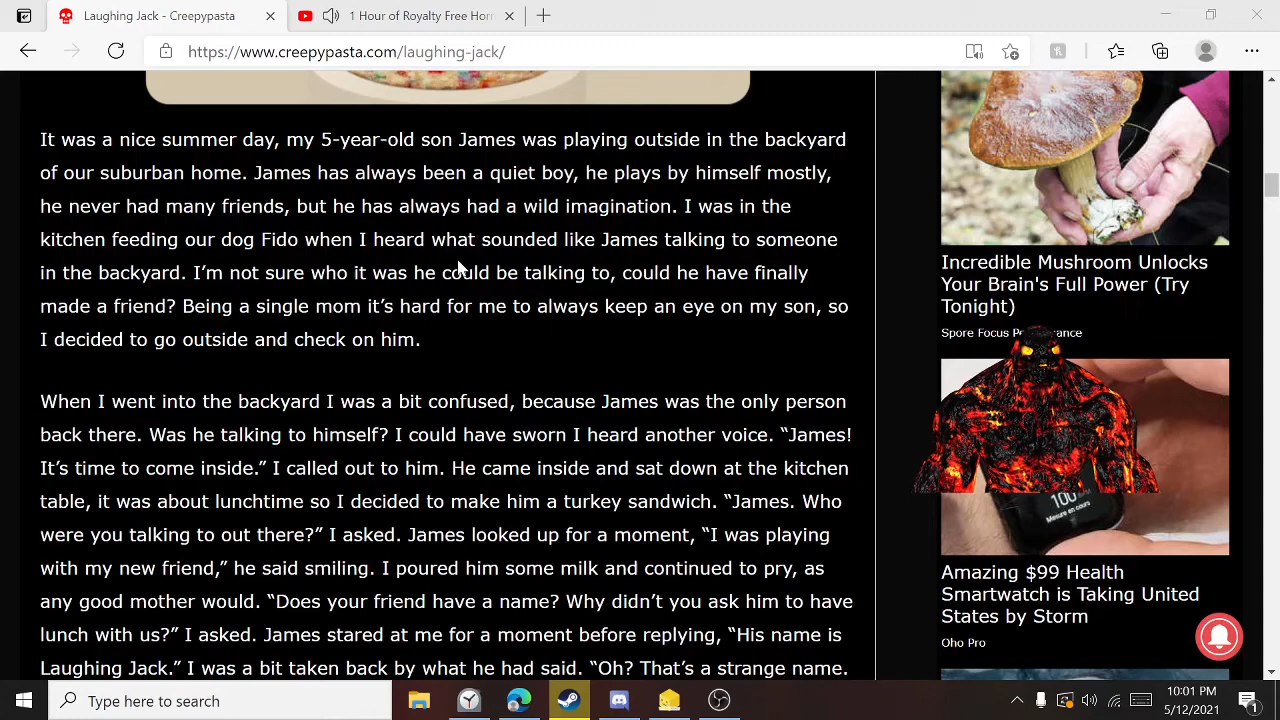 Laughing Jack - Creepypasta
1 Hour of Royalty Free Horr
https://www.creepypasta.com/laughing-jack/
It was a nice summer day, my 5-year-old son James was playing outside in the backyard
of our suburban home. James has always been a quiet boy, he plays by himself mostly,
he never had many friends, but he has always had a wild imagination. I was in the
kitchen feeding our dog Fido when I heard what sounded like James talking to someone
in the backyard. I’m not sure who it was he could be talking to, could he have finally
made a friend? Being a single mom it’s hard for me to always keep an eye on my son, so
I decided to go outside and check on him.
When I went into the backyard I was a bit confused, because James was the only person
back there. Was he talking to himself? I could have sworn I heard another voice. “James!
It’s time to come inside.” I called out to him. He came inside and sat down at the kitchen
table, it was about lunchtime so I decided to make him a turkey sandwich. “James. Who
were you talking to out there?” I asked. James looked up for a moment, “I was playing
with my new friend,” he said smiling. I poured him some milk and continued to pry, as
any good mother would. “Does your friend have a name? Why didn’t you ask him to have
lunch with us?” I asked. James stared at me for a moment before replying, “His name is
Laughing Jack.” I was a bit taken back by what he had said. “Oh? That’s a strange name.
Incredible Mushroom Unlocks
Your Brain's Full Power (Try
Tonight)
Spore Focus
100
Mesure en cours
Amazing $99 Health
Smartwatch is Taking United
States by Storm
Oho Pro
Type here to search
10:01 PM
5/12/2021
1